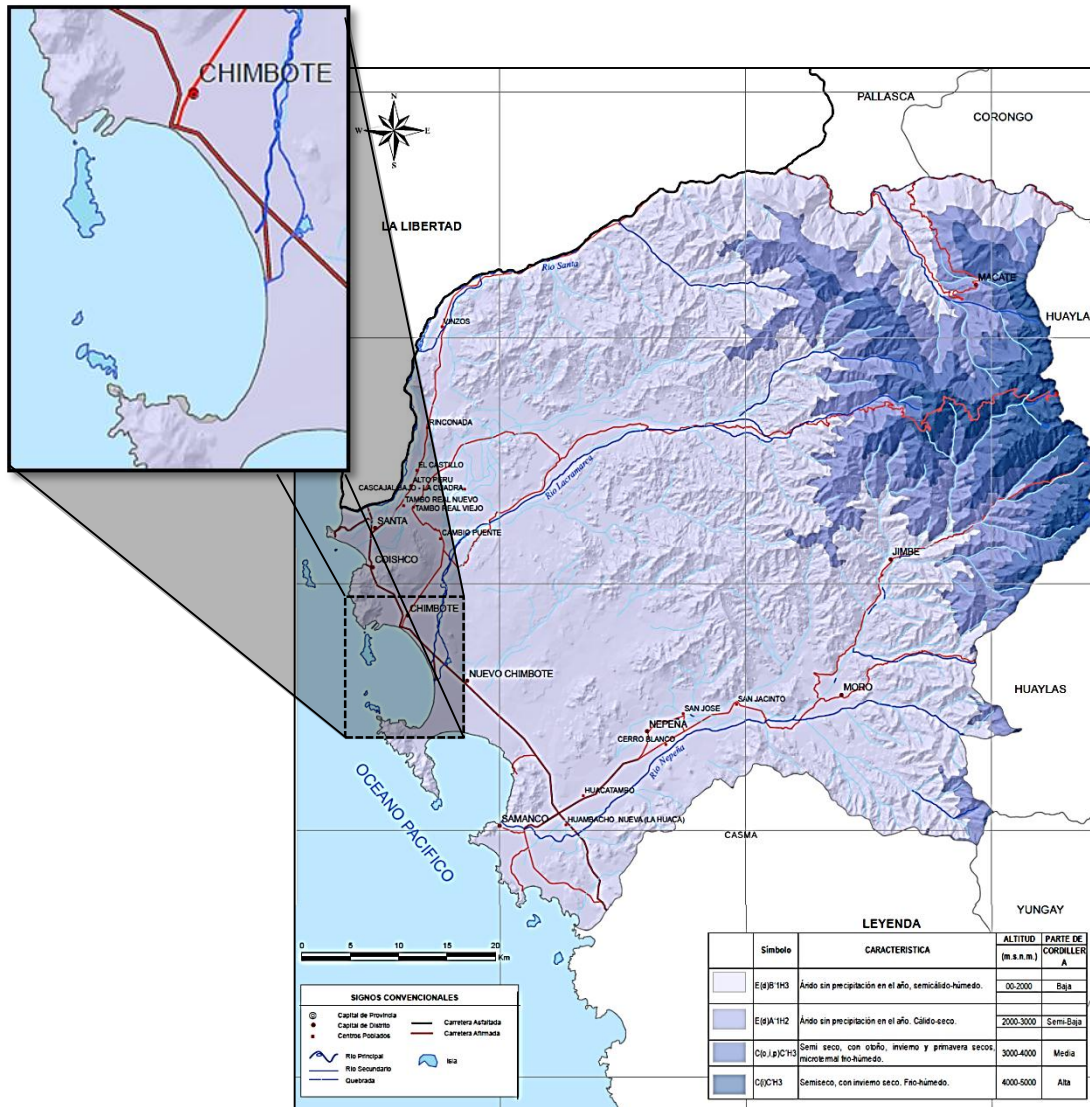 CHIMBOTE
N
W
E
S
PALLASCA
CORONGO
LA LIBERTAD
Rio Santa
MACATE
HUAYLA
VINZOS
RINCONADA
EL CASTILLO
ALTO PERU
CASCAJAL BAJO - LA CUADRA
TAMBO REAL NUEVO
TAMBO REAL VIEJO
Rio Lacramarca
SANTA
CAMBIO PUENTE
COISHCO
JIMBE
CHIMBOTE
NUEVO CHIMBOTE
HUAYLAS
MORO
SAN JACINTO
SAN JOSE
NEPEÑA
CERRO BLANCO
Rio Nepeña
OCEANO PACIFICO
HUACATAMBO
SAMANCO
HUAMBACHO NUEVA (LA HUACA)
CASMA
YUNGAY
0 5 10 15 20
Km
SIGNOS CONVENCIONALES
Capital de Provincia
Capital de Distrito
Centros Poblados
Carretera Asfaltada
Carretera Afirmada
Rio Principal
Rio Secundario
Quebrada
Isla
LEYENDA
Símbolo CARACTERISTICA ALTITUD (m.s.n.m.) PARTE DE CORDILLER A
E(d)B'1H3 Árido sin precipitación en el año, semicálido-húmedo. 00-2000 Baja
E(d)A'1H2 Árido sin precipitación en el año. Cálido-seco. 2000-3000 Semi-Baja
C(o,i,p)C'H3 Semi seco, con otoño, invierno y primavera secos, microtermal frio-húmedo. 3000-4000 Media
C(i)C'H3 Semiseco, con invierno seco. Frio-húmedo. 4000-5000 Alta